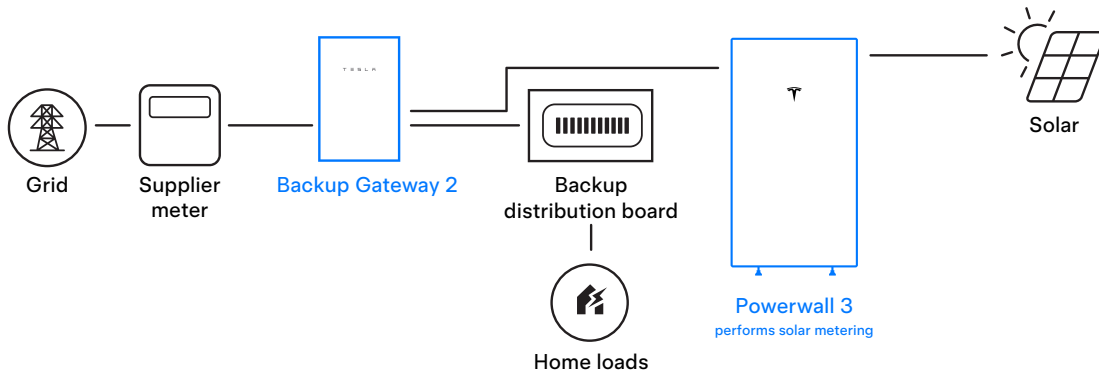 TESLA
Grid
Supplier
meter
Backup Gateway 2
Backup
distribution board
Home loads
Powerwall 3
performs solar metering
Solar